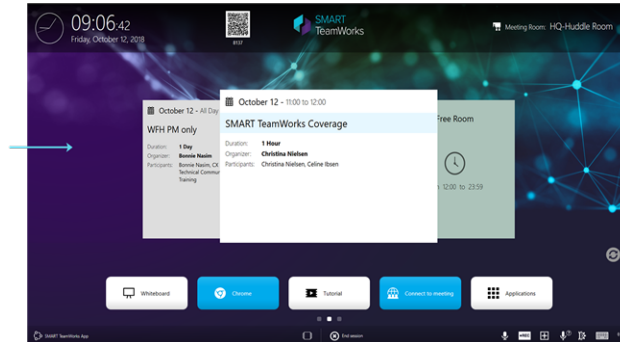 09:06:42
Friday, October 12, 2018
8137
SMART
TeamWorks
Meeting Room: HQ-Huddle Room
October 12 - All Day
WFH PM only
Duration: 1 Day
Organizer: Bonnie Nasim
Participants: Bonnie Nasim, CX
Technical Commun
Training
October 12 - 11:00 to 12:00
SMART TeamWorks Coverage
Duration: 1 Hour
Organizer: Christina Nielsen
Participants: Christina Nielsen, Celine Ibsen
Free Room
12:00 to 23:59
Whiteboard
Chrome
Tutorial
Connect to meeting
Applications
SMART TeamWorks App
End session